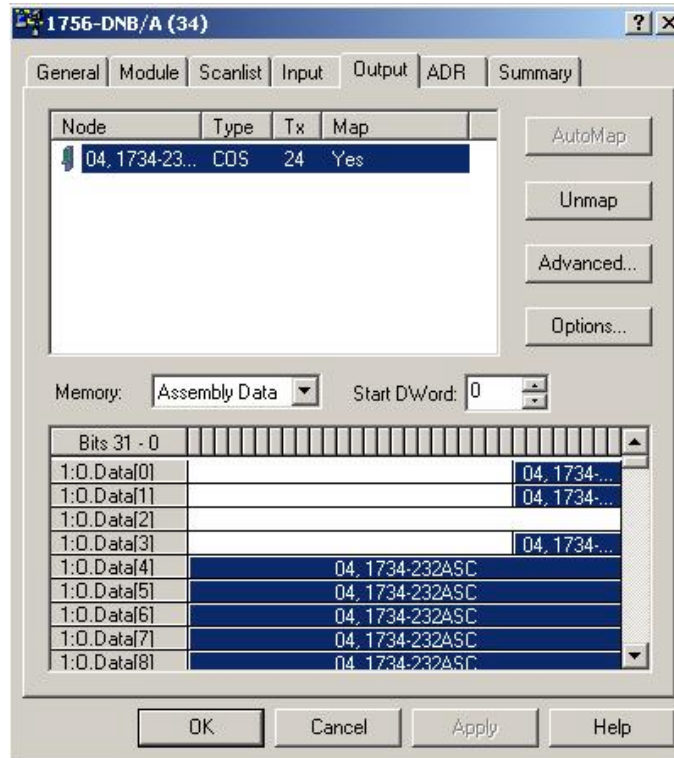 1756-DNB/A (34)
General Module Scanlist Input Output ADR Summary
Node Type Tx Map
04, 1734-23... COS 24 Yes
AutoMap
Unmap
Advanced...
Options...
Memory: Assembly Data Start DWord: 0
Bits 31 - 0
1:O.Data[0] 04, 1734-...
1:O.Data[1] 04, 1734-...
1:O.Data[2]
1:O.Data[3] 04, 1734-...
1:O.Data[4] 04, 1734-232ASC
1:O.Data[5] 04, 1734-232ASC
1:O.Data[6] 04, 1734-232ASC
1:O.Data[7] 04, 1734-232ASC
1:O.Data[8] 04, 1734-232ASC
OK Cancel Apply Help